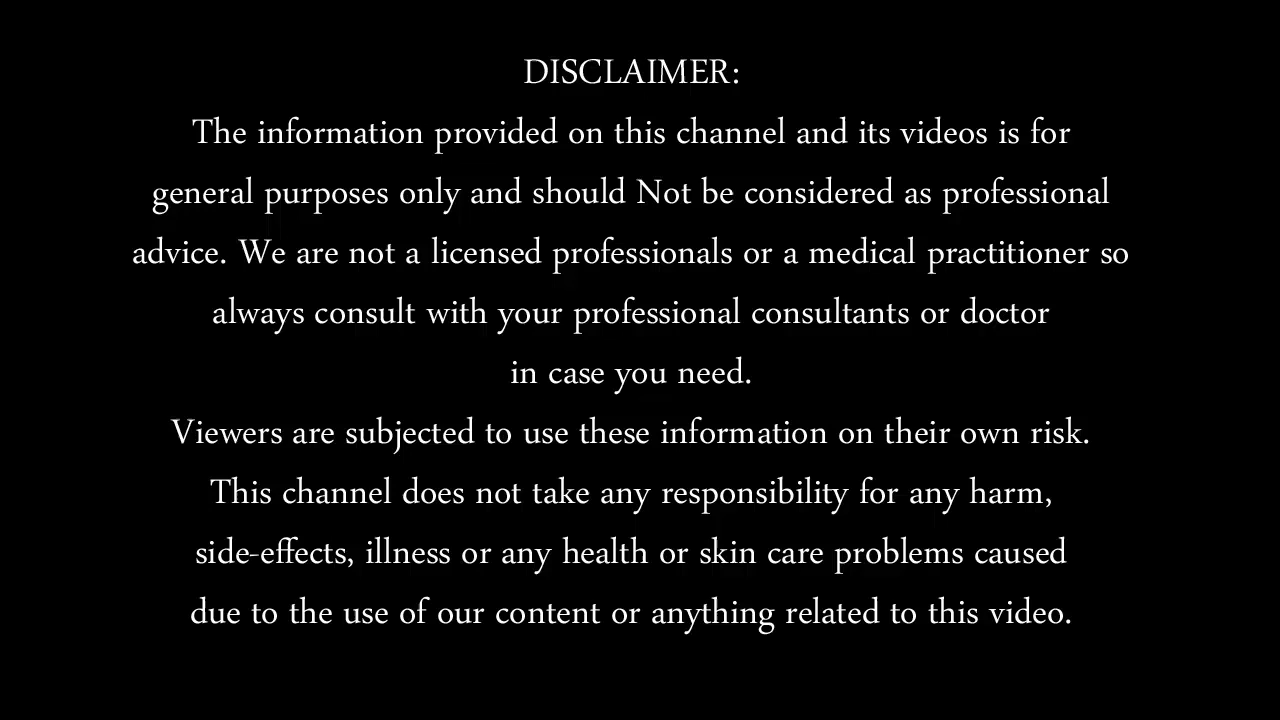 DISCLAIMER:
The information provided on this channel and its videos is for
general purposes only and should Not be considered as professional
advice. We are not a licensed professionals or a medical practitioner so
always consult with your professional consultants or doctor
in case you need.
Viewers are subjected to use these information on their own risk.
This channel does not take any responsibility for any harm,
side-effects, illness or any health or skin care problems caused
due to the use of our content or anything related to this video.